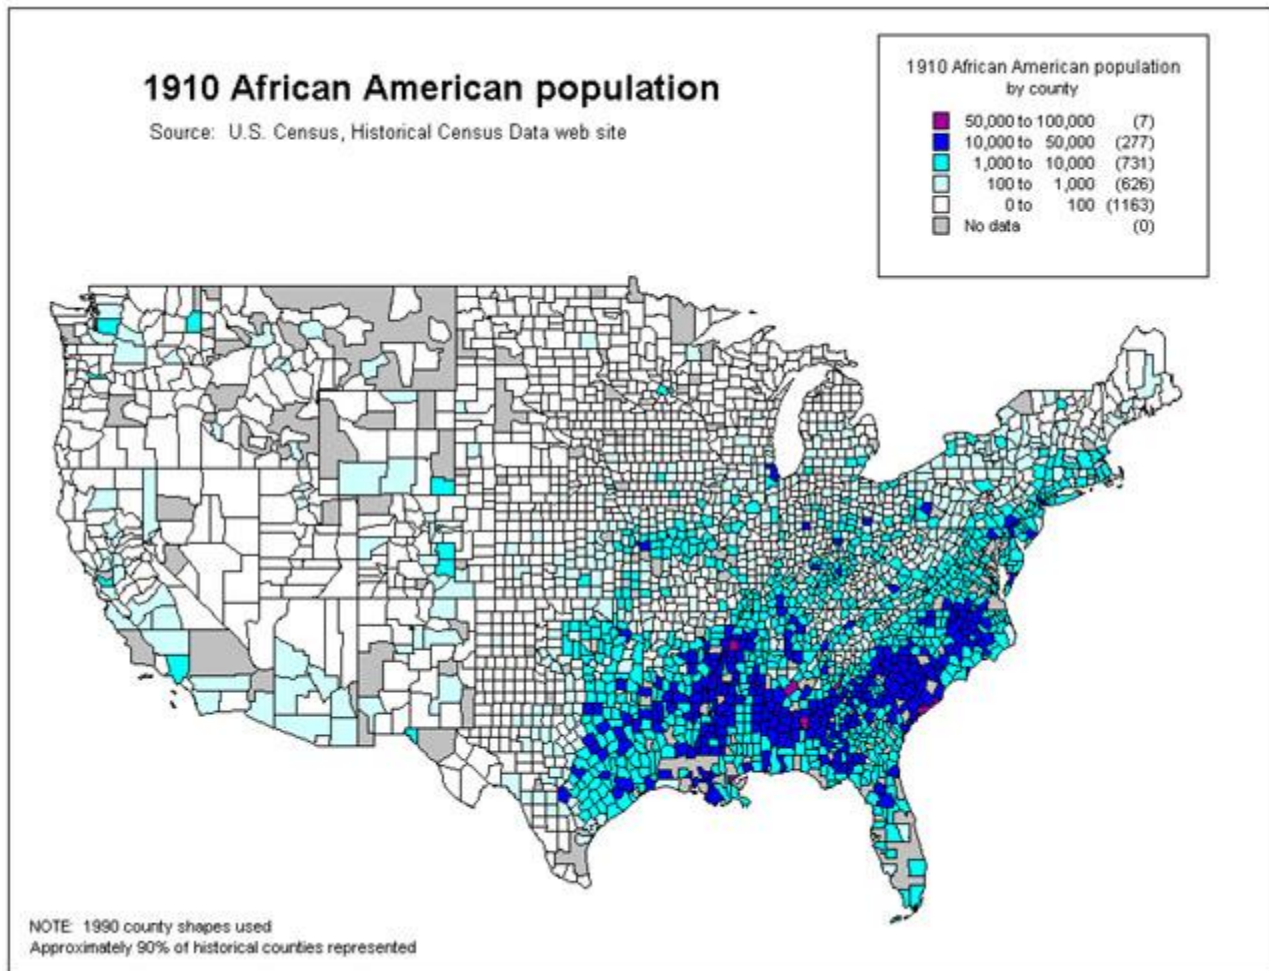 1910 African American population
Source: U.S. Census, Historical Census Data web site
1910 African American population
by county
50,000 to 100,000 (7)
10,000 to 50,000 (277)
1,000 to 10,000 (731)
100 to 1,000 (626)
0 to 100 (1163)
No data (0)
NOTE: 1990 county shapes used
Approximately 90% of historical counties represented